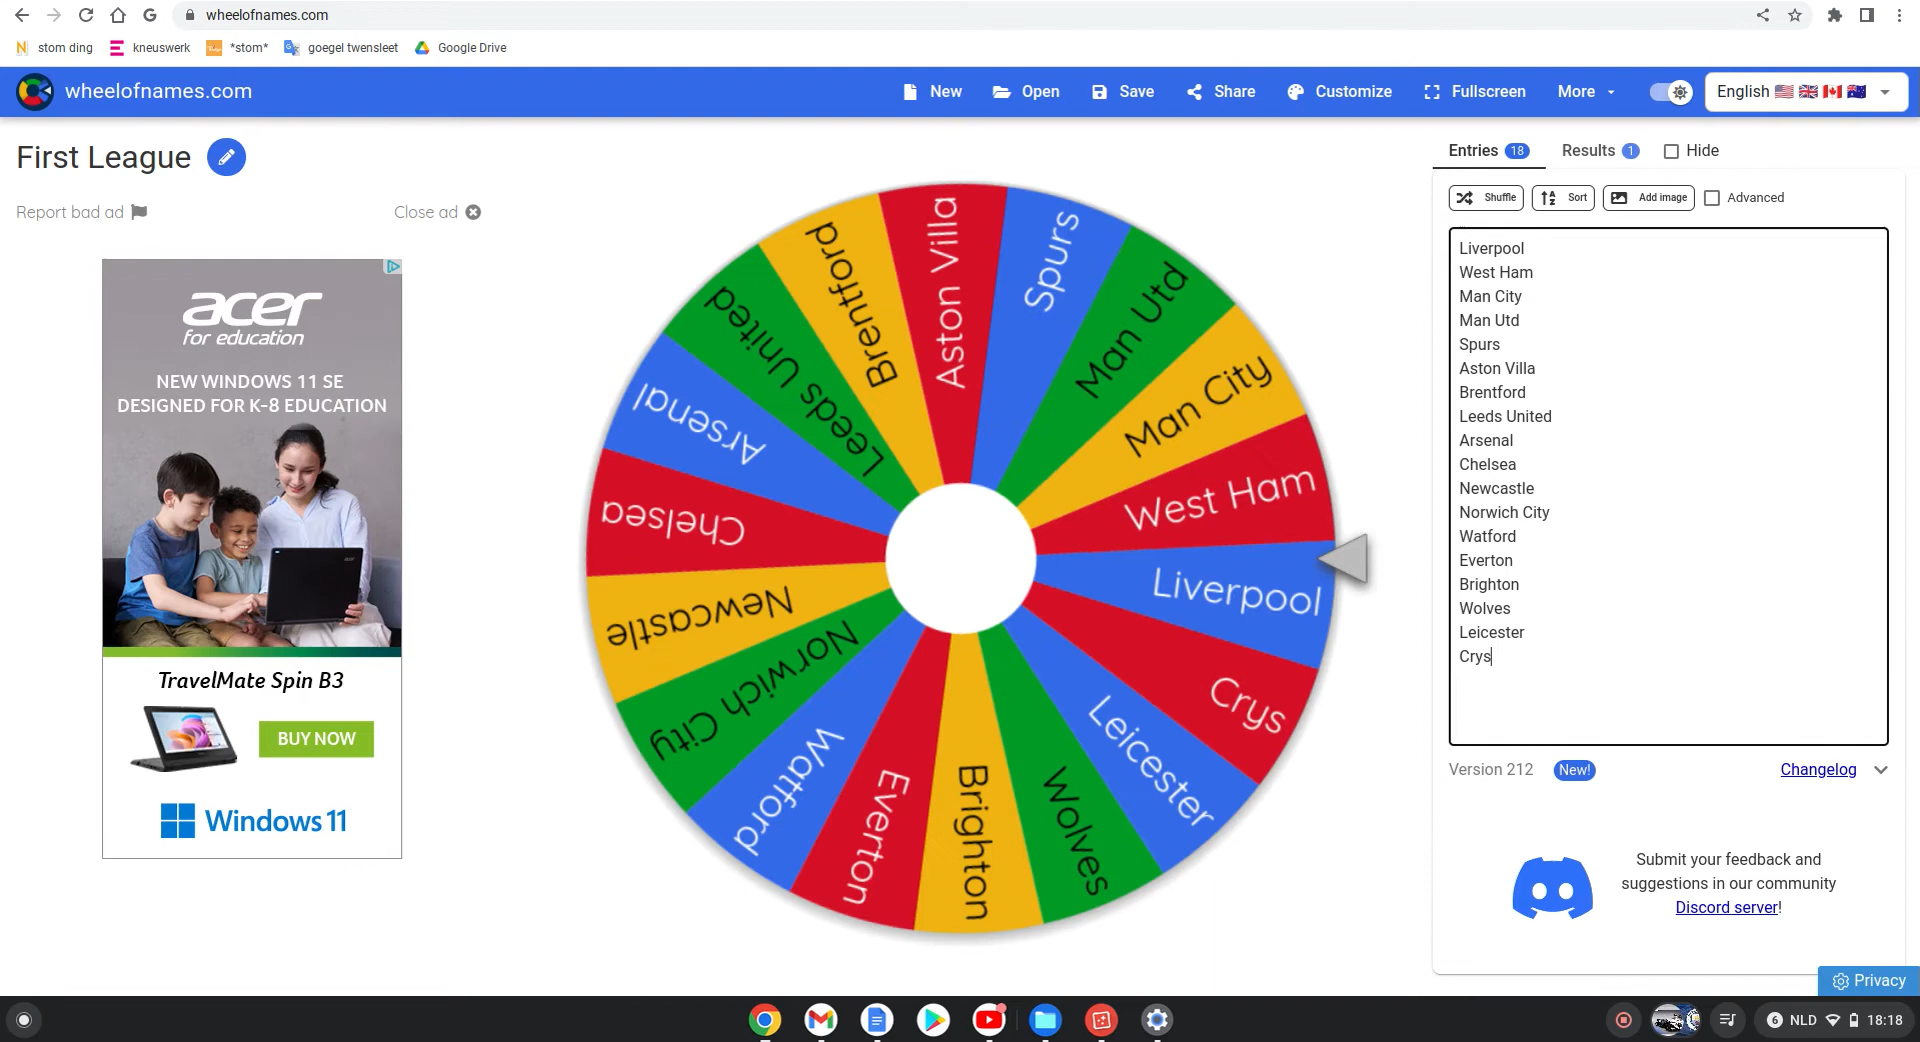 wheelofnames.com
stom ding
kneuswerk
*stom*
goegel twensleet
Google Drive
wheelofnames.com
New
Open
Save
Share
Customize
Fullscreen
More
English
First League
Report bad ad
Close ad
acer
for education
NEW WINDOWS 11 SE
DESIGNED FOR K-8 EDUCATION
TravelMate Spin B3
BUY NOW
Windows 11
Aston Villa
Spurs
Man Utd
Man City
West Ham
Liverpool
Crys
Leicester
Wolves
Brighton
Everton
Watford
Norwich City
Newcastle
Chelsea
Arsenal
Leeds United
Brentford
Entries 18
Results 1
Hide
Shuffle
Sort
Add image
Advanced
Liverpool
West Ham
Man City
Man Utd
Spurs
Aston Villa
Brentford
Leeds United
Arsenal
Chelsea
Newcastle
Norwich City
Watford
Everton
Brighton
Wolves
Leicester
Crys
Version 212
New!
Changelog
Submit your feedback and
suggestions in our community
Discord server!
Privacy
6 NLD 18:18